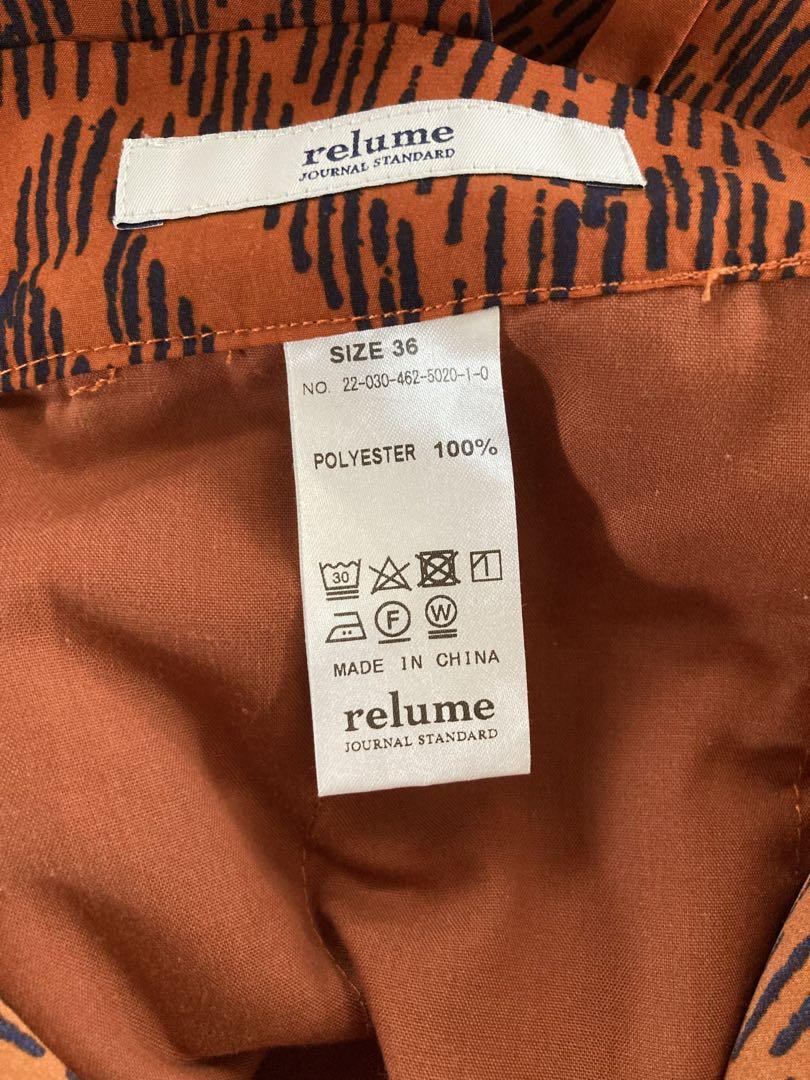 relume
JOURNAL STANDARD
SIZE 36
NO. 22-030-462-5020-1-0
POLYESTER 100%
30
F W
MADE IN CHINA
relume
JOURNAL STANDARD